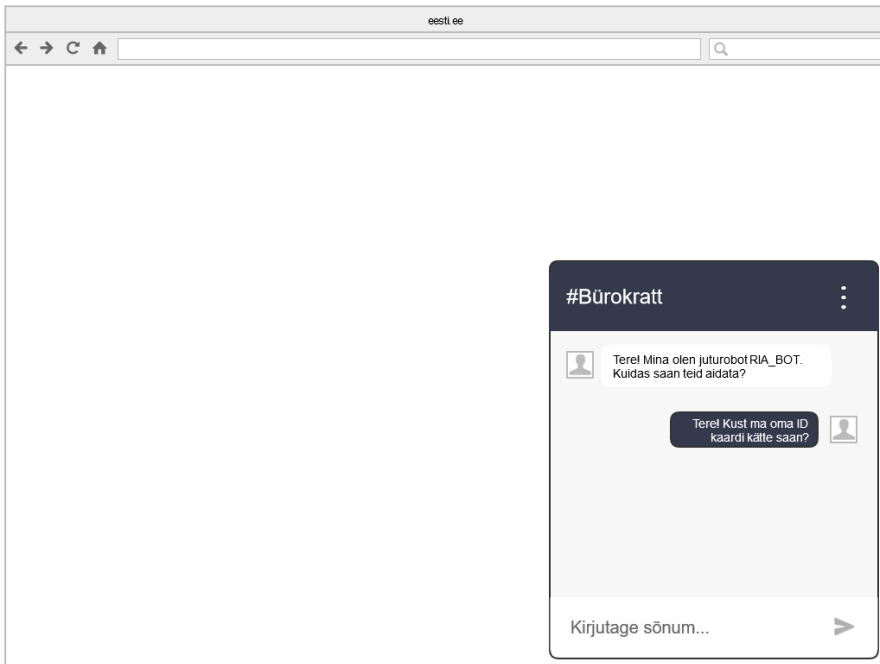 eesti.ee
#Bürokratt
Tere! Mina olen juturobot RIA_BOT.
Kuidas saan teid aidata?
Tere! Kust ma oma ID
kaardi kätte saan?
Kirjutage sõnum...